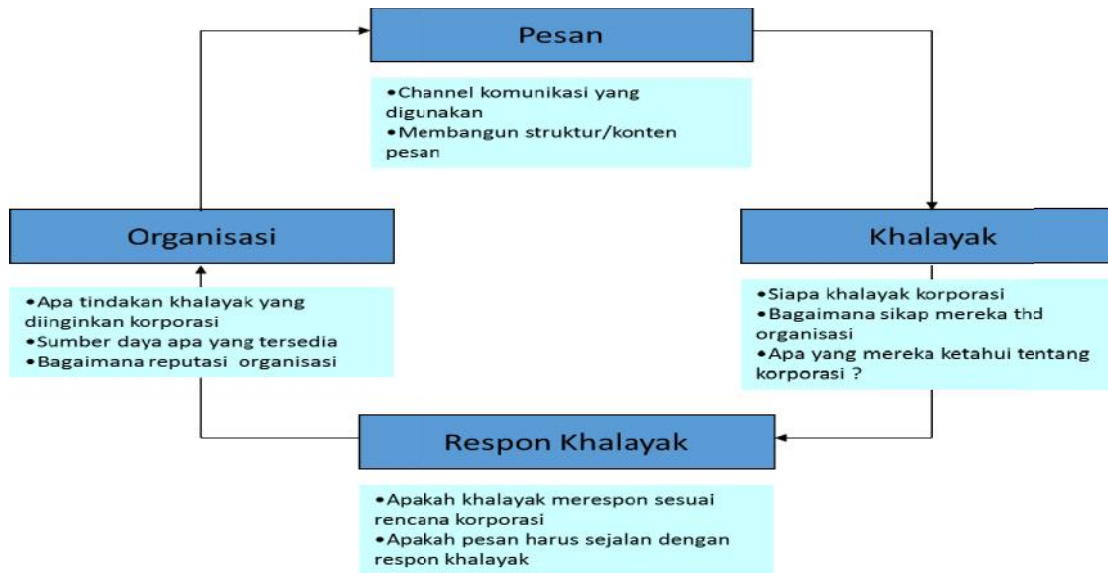 Pesan
•Channel komunikasi yang
digunakan
•Membangun struktur/konten
pesan
Organisasi
•Apa tindakan khalayak yang
diinginkan korporasi
•Sumber daya apa yang tersedia
•Bagaimana reputasi organisasi
Khalayak
•Siapa khalayak korporasi
•Bagaimana sikap mereka thd
organisasi
•Apa yang mereka ketahui tentang
korporasi ?
Respon Khalayak
•Apakah khalayak merespon sesuai
rencana korporasi
•Apakah pesan harus sejalan dengan
respon khalayak